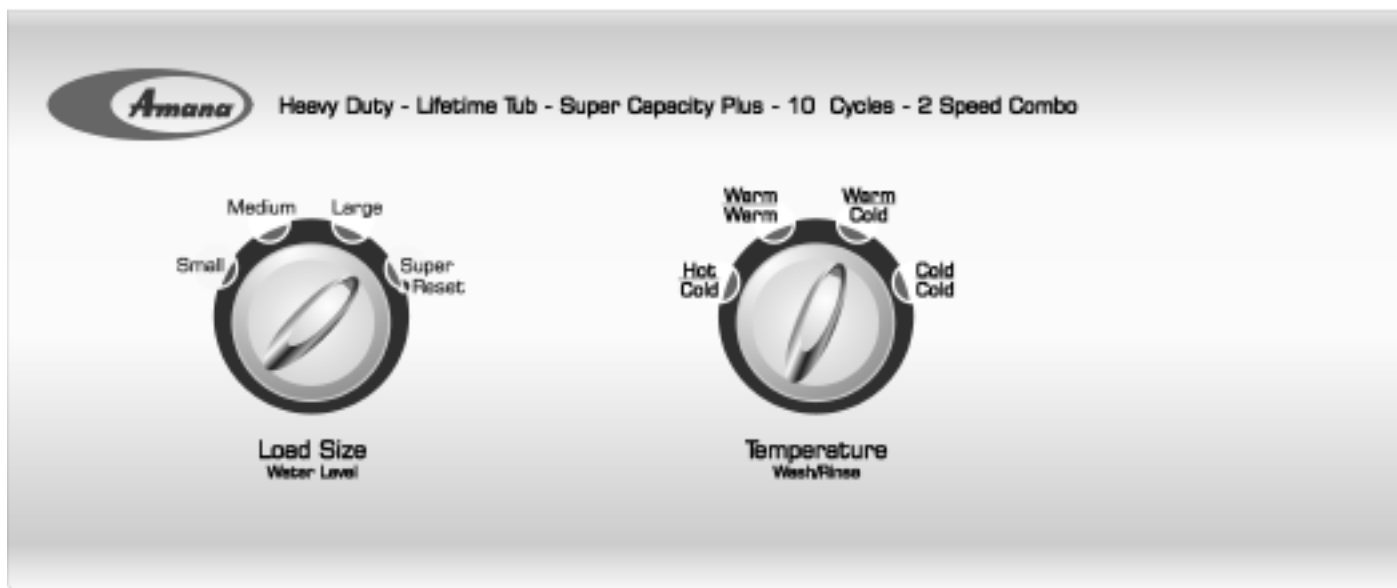 Amana
Heavy Duty - Lifetime Tub - Super Capacity Plus - 10 Cycles - 2 Speed Combo
Medium Large
Small
Super
Reset
Load Size
Water Level
Warm
Warm
Warm
Cold
Hot
Cold
Cold
Cold
Temperature
Wash/Rinse